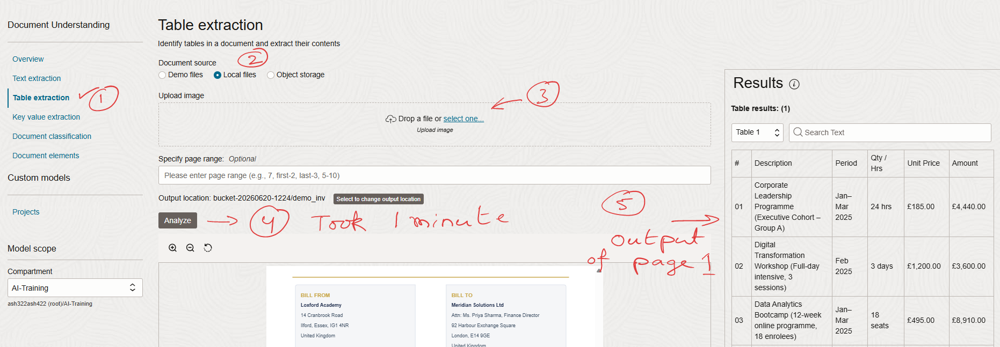 Document Understanding
Overview
Text extraction
Table extraction
1
Key value extraction
Document classification
Document elements
Custom models
Projects
Model scope
Compartment
AI-Training
ash322ash422 (root)/AI-Training
Table extraction
Identify tables in a document and extract their contents
Document source
2
Demo files Local files Object storage
Upload image
3
Drop a file or select one...
Upload image
Specify page range: Optional
Please enter page range (e.g., 7, first-2, last-3, 5-10)
Output location: bucket-20260620-1224/demo_inv
Select to change output location
Analyze
4 Took 1 minute
5
output
of page 1
BILL FROM
Loxford Academy
14 Cranbrook Road
Ilford, Essex, IG1 4NR
United Kingdom
BILL TO
Meridian Solutions Ltd
Attn: Ms. Priya Sharma, Finance Director
92 Harbour Exchange Square
London, E14 9GE
United Kingdom
Results
Table results: (1)
Table 1
Search Text
# Description Period Qty / Hrs Unit Price Amount
01 Corporate Leadership Programme (Executive Cohort – Group A) Jan–Mar 2025 24 hrs £185.00 £4,440.00
02 Digital Transformation Workshop (Full-day intensive, 3 sessions) Feb 2025 3 days £1,200.00 £3,600.00
03 Data Analytics Bootcamp (12-week online programme, 18 enrolees) Jan–Mar 2025 18 seats £495.00 £8,910.00